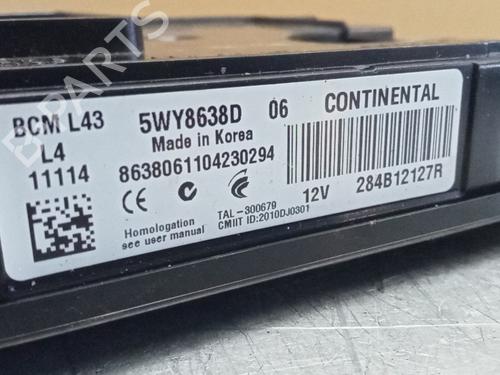 BCM L43
L4
11114
5WY8638D 06
Made in Korea
8638061104230294
CONTINENTAL
12V 284B12127R
CE
Homologation
see user manual
TAL-300679
CMIIT ID:2010DJ0301
B-PARTS